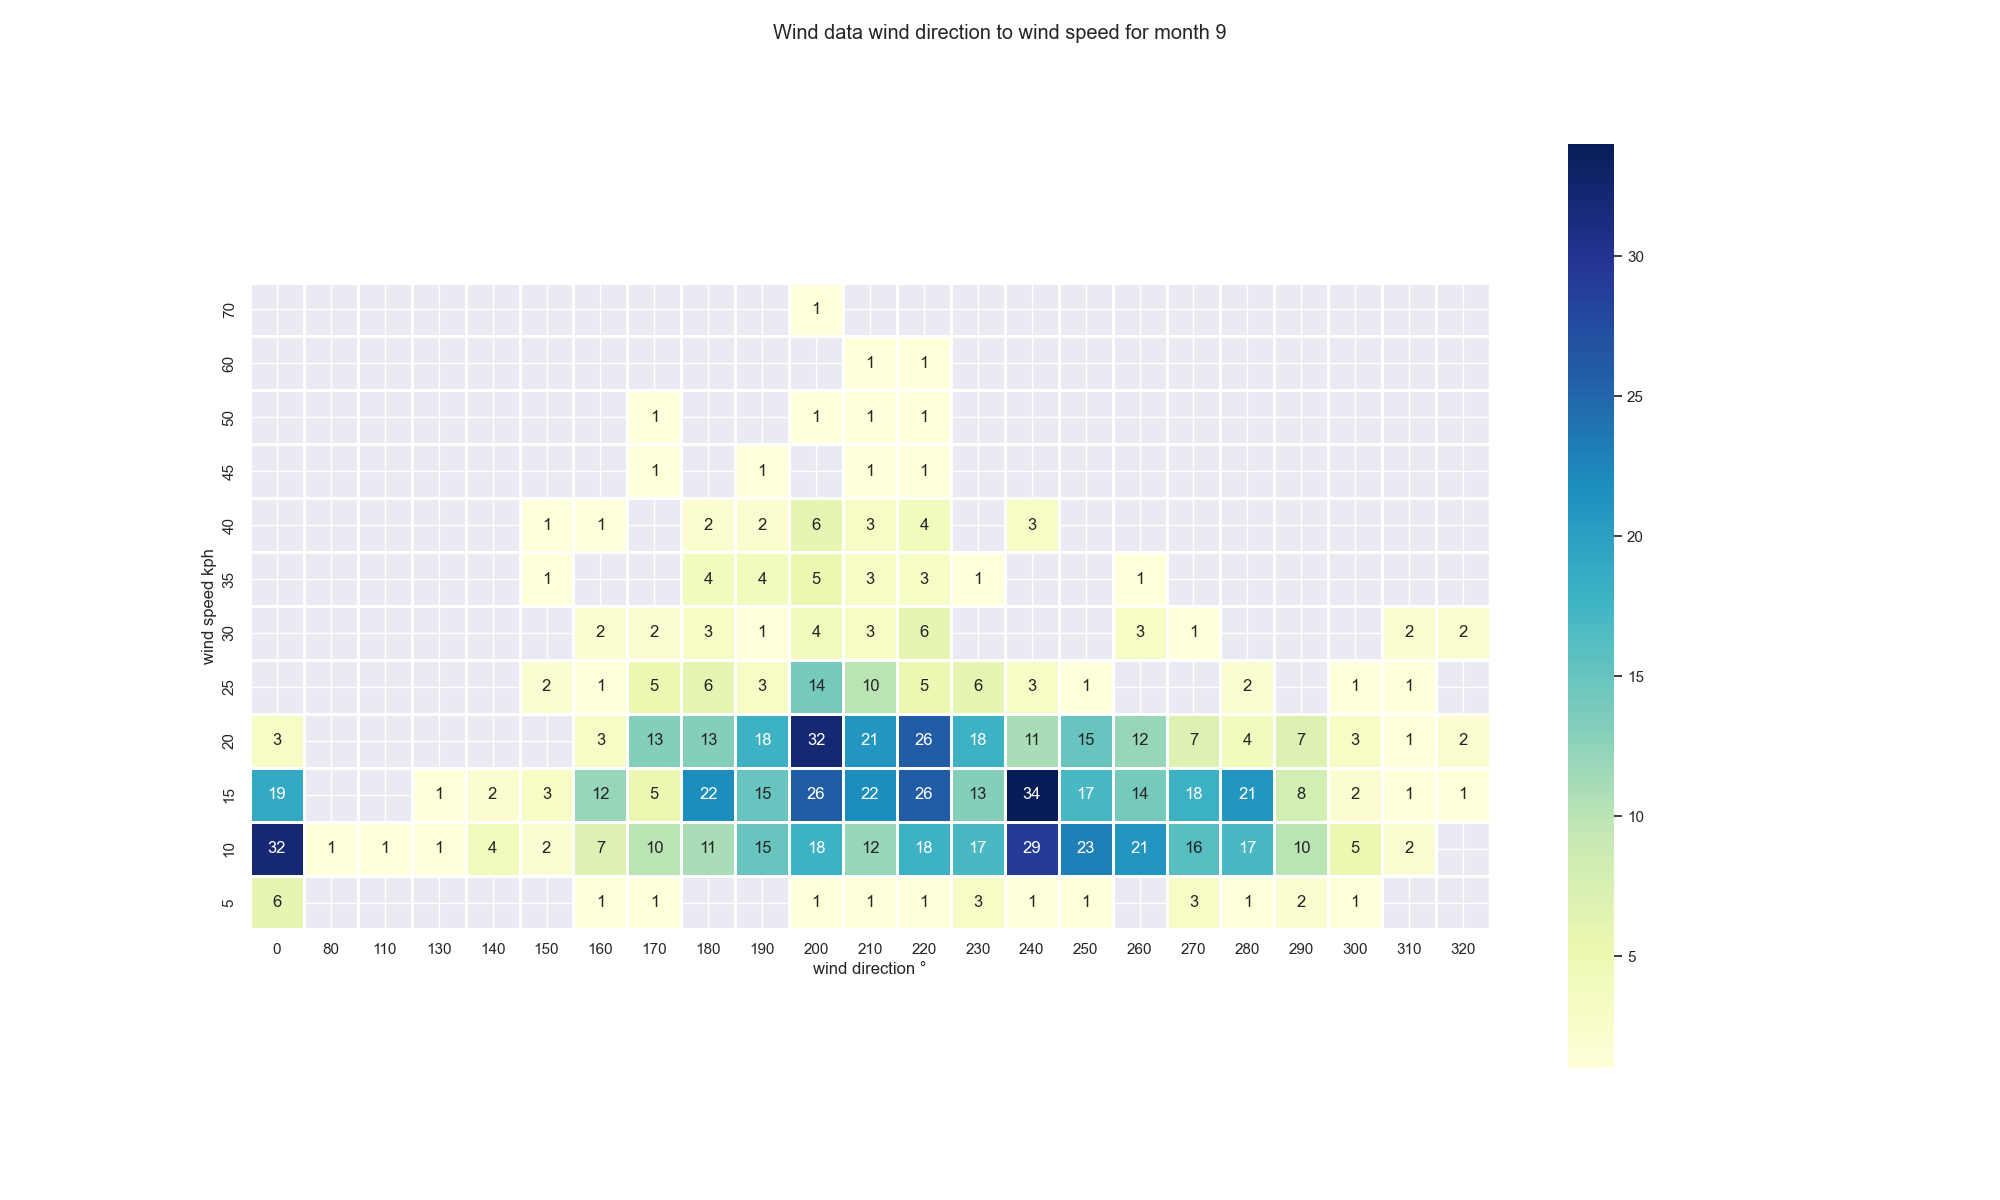 Wind data wind direction to wind speed for month 9
70 1
60 1 1
50 1 1 1 1
45 1 1 1 1
40 1 1 2 2 6 3 4 3
35 1 4 4 5 3 3 1 1
30 2 2 3 1 4 3 6 3 1 2 2
25 2 1 5 6 3 14 10 5 6 3 1 2 1 1
20 3 3 13 13 18 32 21 26 18 11 15 12 7 4 7 3 1 2
15 19 1 2 3 12 5 22 15 26 22 26 13 34 17 14 18 21 8 2 1 1
10 32 1 1 1 4 2 7 10 11 15 18 12 18 17 29 23 21 16 17 10 5 2
5 6 1 1 1 1 1 3 1 1 3 1 2 1
0 80 110 130 140 150 160 170 180 190 200 210 220 230 240 250 260 270 280 290 300 310 320
wind direction °
wind speed kph
30
25
20
15
10
5